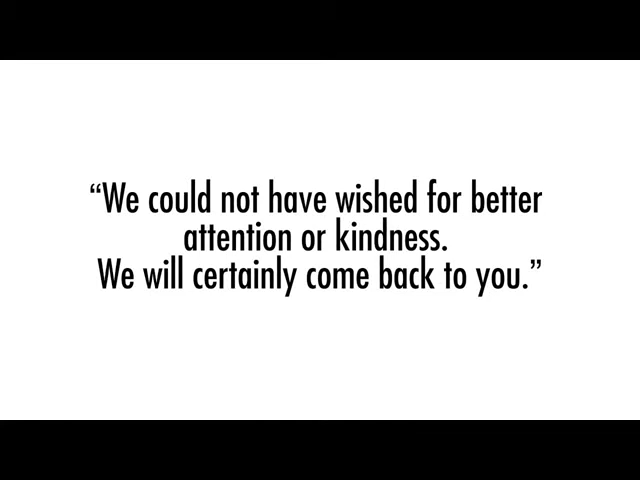 “We could not have wished for better
attention or kindness.
We will certainly come back to you.”